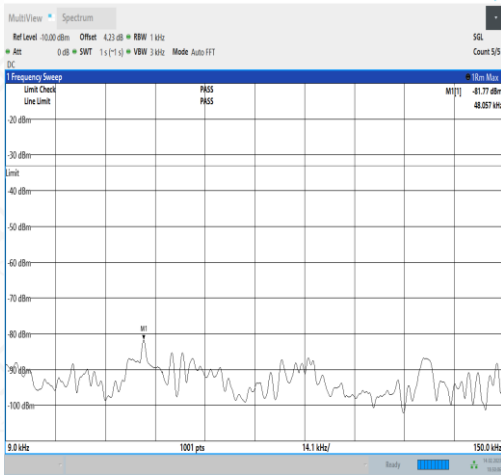 MultiView Spectrum
Ref Level -10.00 dBm Offset 4.23 dB RBW 1 kHz SGL
Att 0 dB SWT 1 s (~1 s) VBW 3 kHz Mode Auto FFT Count 5/5
DC
1 Frequency Sweep 1Rm Max
Limit Check PASS M1[1] -81.77 dBm
Line Limit PASS 48.057 kHz
-20 dBm
-30 dBm
Limit
-40 dBm
-50 dBm
-60 dBm
-70 dBm
-80 dBm
M1
-90 dBm
-100 dBm
9.0 kHz 1001 pts 14.1 kHz/ 150.0 kHz
Ready